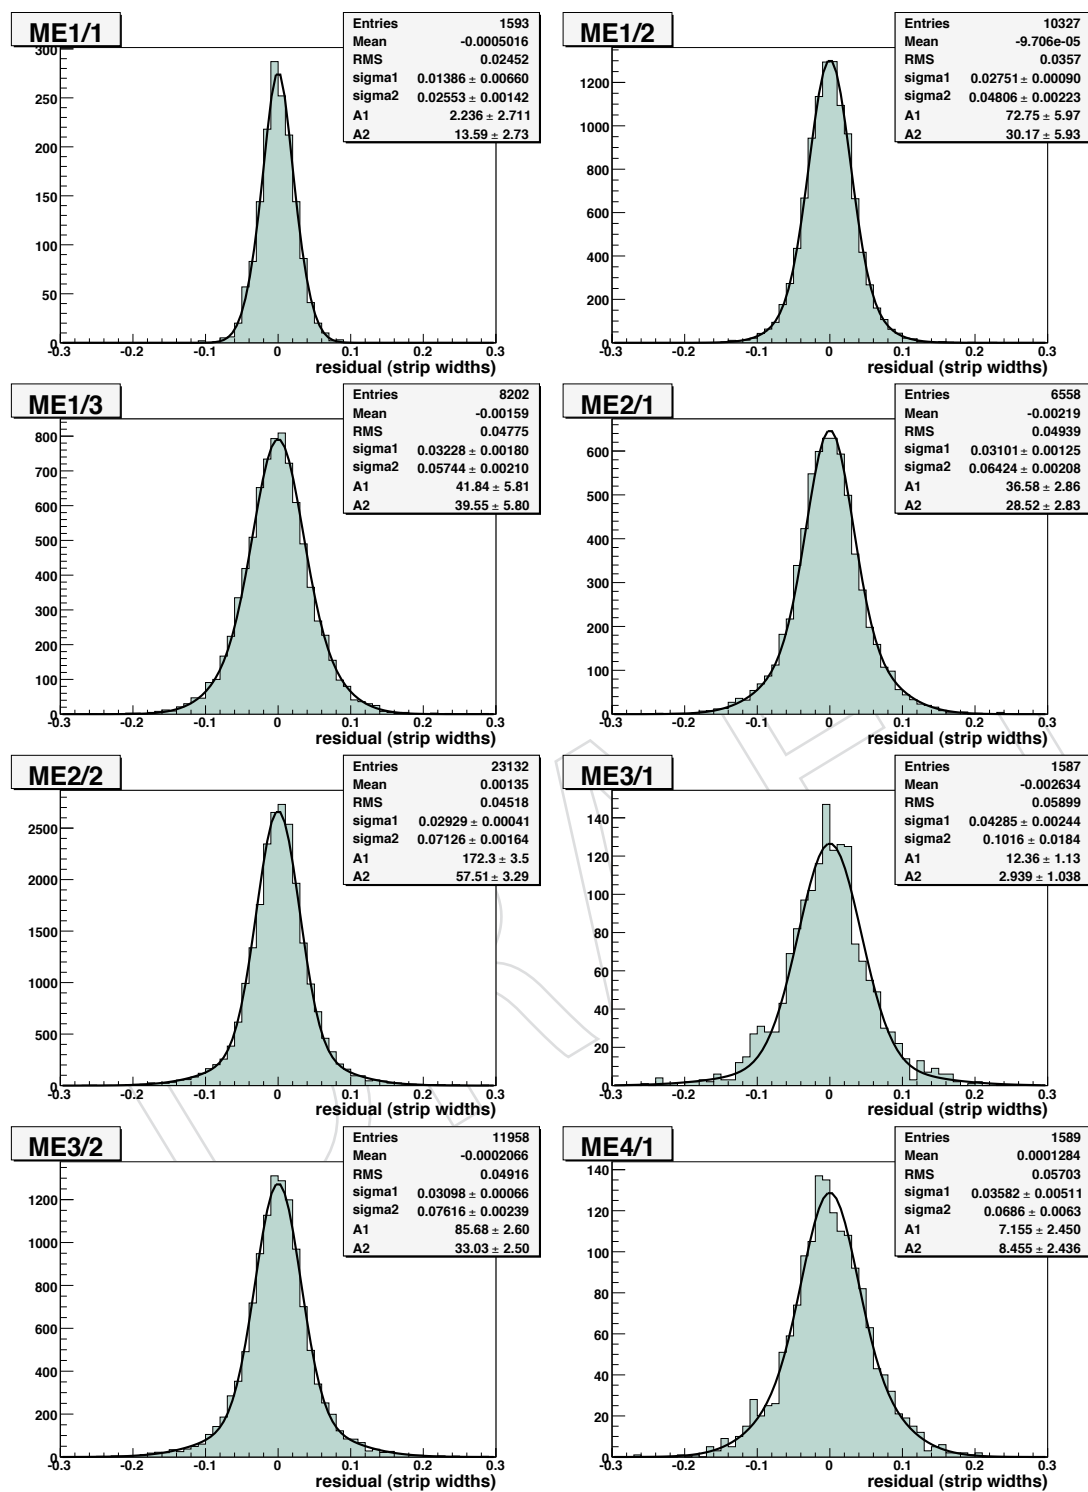 ME1/1
Entries 1593
Mean -0.0005016
RMS 0.02452
sigma1 0.01386 ± 0.00660
sigma2 0.02553 ± 0.00142
A1 2.236 ± 2.711
A2 13.59 ± 2.73
300
250
200
150
100
50
0
-0.3 -0.2 -0.1 0 0.1 0.2 0.3
residual (strip widths)
ME1/2
Entries 10327
Mean -9.706e-05
RMS 0.0357
sigma1 0.02751 ± 0.00090
sigma2 0.04806 ± 0.00223
A1 72.75 ± 5.97
A2 30.17 ± 5.93
1200
1000
800
600
400
200
0
-0.3 -0.2 -0.1 0 0.1 0.2 0.3
residual (strip widths)
ME1/3
Entries 8202
Mean -0.00159
RMS 0.04775
sigma1 0.03228 ± 0.00180
sigma2 0.05744 ± 0.00210
A1 41.84 ± 5.81
A2 39.55 ± 5.80
800
700
600
500
400
300
200
100
0
-0.3 -0.2 -0.1 0 0.1 0.2 0.3
residual (strip widths)
ME2/1
Entries 6558
Mean -0.00219
RMS 0.04939
sigma1 0.03101 ± 0.00125
sigma2 0.06424 ± 0.00208
A1 36.58 ± 2.86
A2 28.52 ± 2.83
600
500
400
300
200
100
0
-0.3 -0.2 -0.1 0 0.1 0.2 0.3
residual (strip widths)
ME2/2
Entries 23132
Mean 0.00135
RMS 0.04518
sigma1 0.02929 ± 0.00041
sigma2 0.07126 ± 0.00164
A1 172.3 ± 3.5
A2 57.51 ± 3.29
2500
2000
1500
1000
500
0
-0.3 -0.2 -0.1 0 0.1 0.2 0.3
residual (strip widths)
ME3/1
Entries 1587
Mean -0.002634
RMS 0.05899
sigma1 0.04285 ± 0.00244
sigma2 0.1016 ± 0.0184
A1 12.36 ± 1.13
A2 2.939 ± 1.038
140
120
100
80
60
40
20
0
-0.3 -0.2 -0.1 0 0.1 0.2 0.3
residual (strip widths)
ME3/2
Entries 11958
Mean -0.0002066
RMS 0.04916
sigma1 0.03098 ± 0.00066
sigma2 0.07616 ± 0.00239
A1 85.68 ± 2.60
A2 33.03 ± 2.50
1200
1000
800
600
400
200
0
-0.3 -0.2 -0.1 0 0.1 0.2 0.3
residual (strip widths)
ME4/1
Entries 1589
Mean 0.0001284
RMS 0.05703
sigma1 0.03582 ± 0.00511
sigma2 0.0686 ± 0.0063
A1 7.155 ± 2.450
A2 8.455 ± 2.436
140
120
100
80
60
40
20
0
-0.3 -0.2 -0.1 0 0.1 0.2 0.3
residual (strip widths)